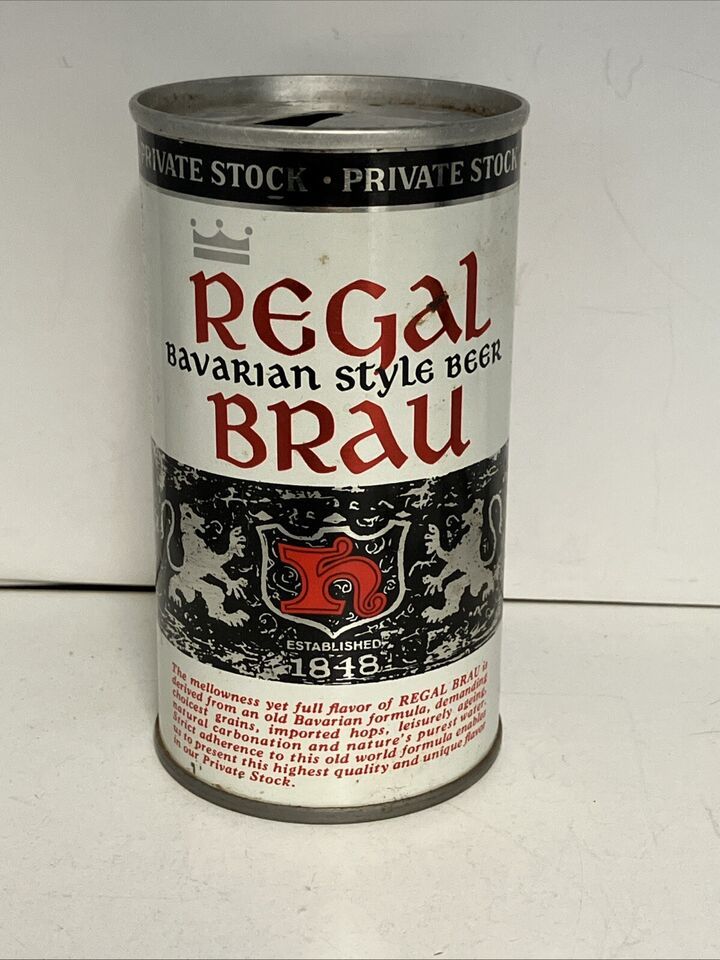 PRIVATE STOCK · PRIVATE STOCK
REGAL
BAVARIAN STYLE BEER
BRAU
h
ESTABLISHED
1848
The mellowness yet full flavor of REGAL BRAU is
derived from an old Bavarian formula, demanding
choicest grains, imported hops, leisurely ageing,
natural carbonation and nature's purest water.
Strict adherence to this old world formula enables
us to present this highest quality and unique flavor
in our Private Stock.